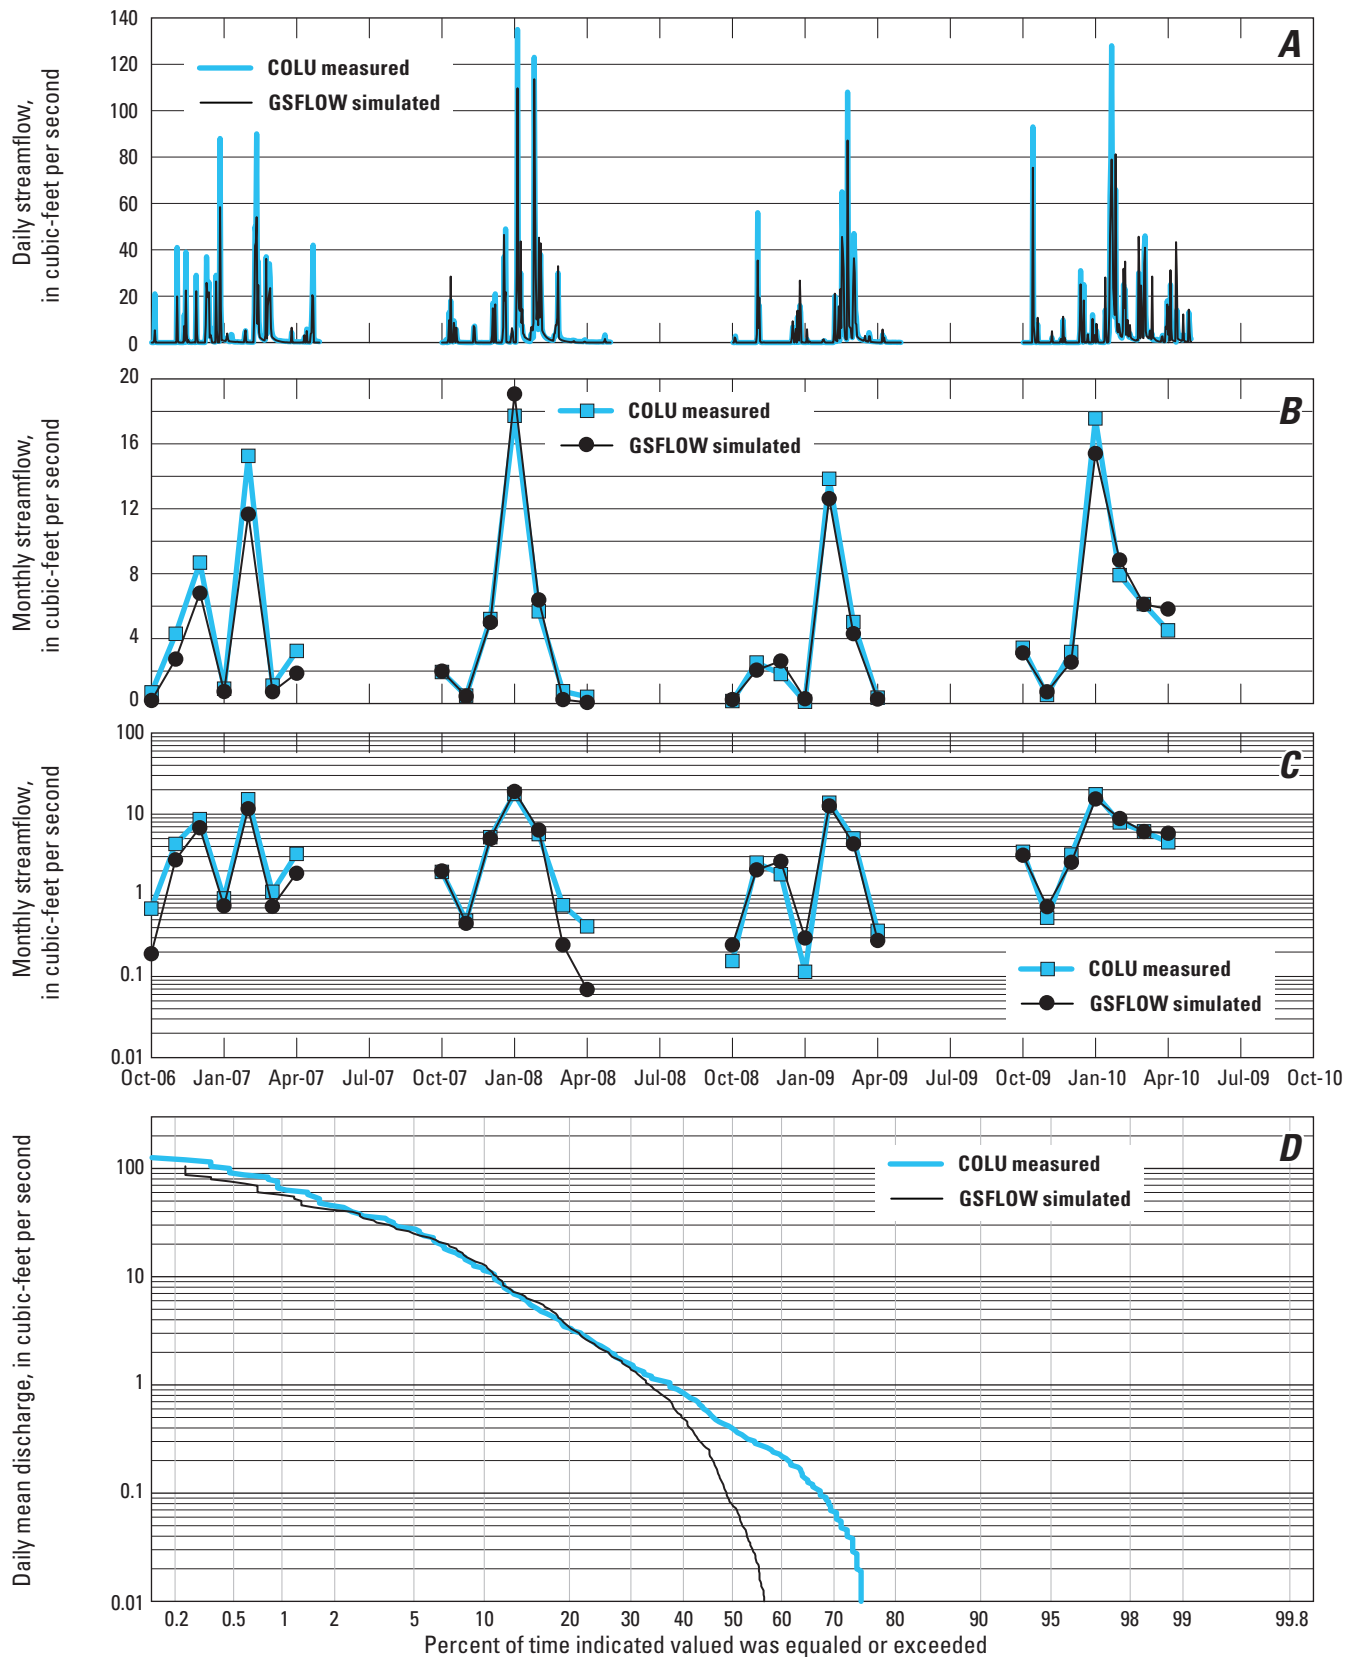 A
140
120
100
80
60
40
20
0
Daily streamflow,
in cubic-feet per second
COLU measured
GSFLOW simulated
B
20
16
12
8
4
0
Monthly streamflow,
in cubic-feet per second
COLU measured
GSFLOW simulated
C
100
10
1
0.1
0.01
Monthly streamflow,
in cubic-feet per second
COLU measured
GSFLOW simulated
Oct-06 Jan-07 Apr-07 Jul-07 Oct-07 Jan-08 Apr-08 Jul-08 Oct-08 Jan-09 Apr-09 Jul-09 Oct-09 Jan-10 Apr-10 Jul-09 Oct-10
D
100
10
1
0.1
0.01
Daily mean discharge, in cubic-feet per second
COLU measured
GSFLOW simulated
0.2 0.5 1 2 5 10 20 30 40 50 60 70 80 90 95 98 99 99.8
Percent of time indicated valued was equaled or exceeded